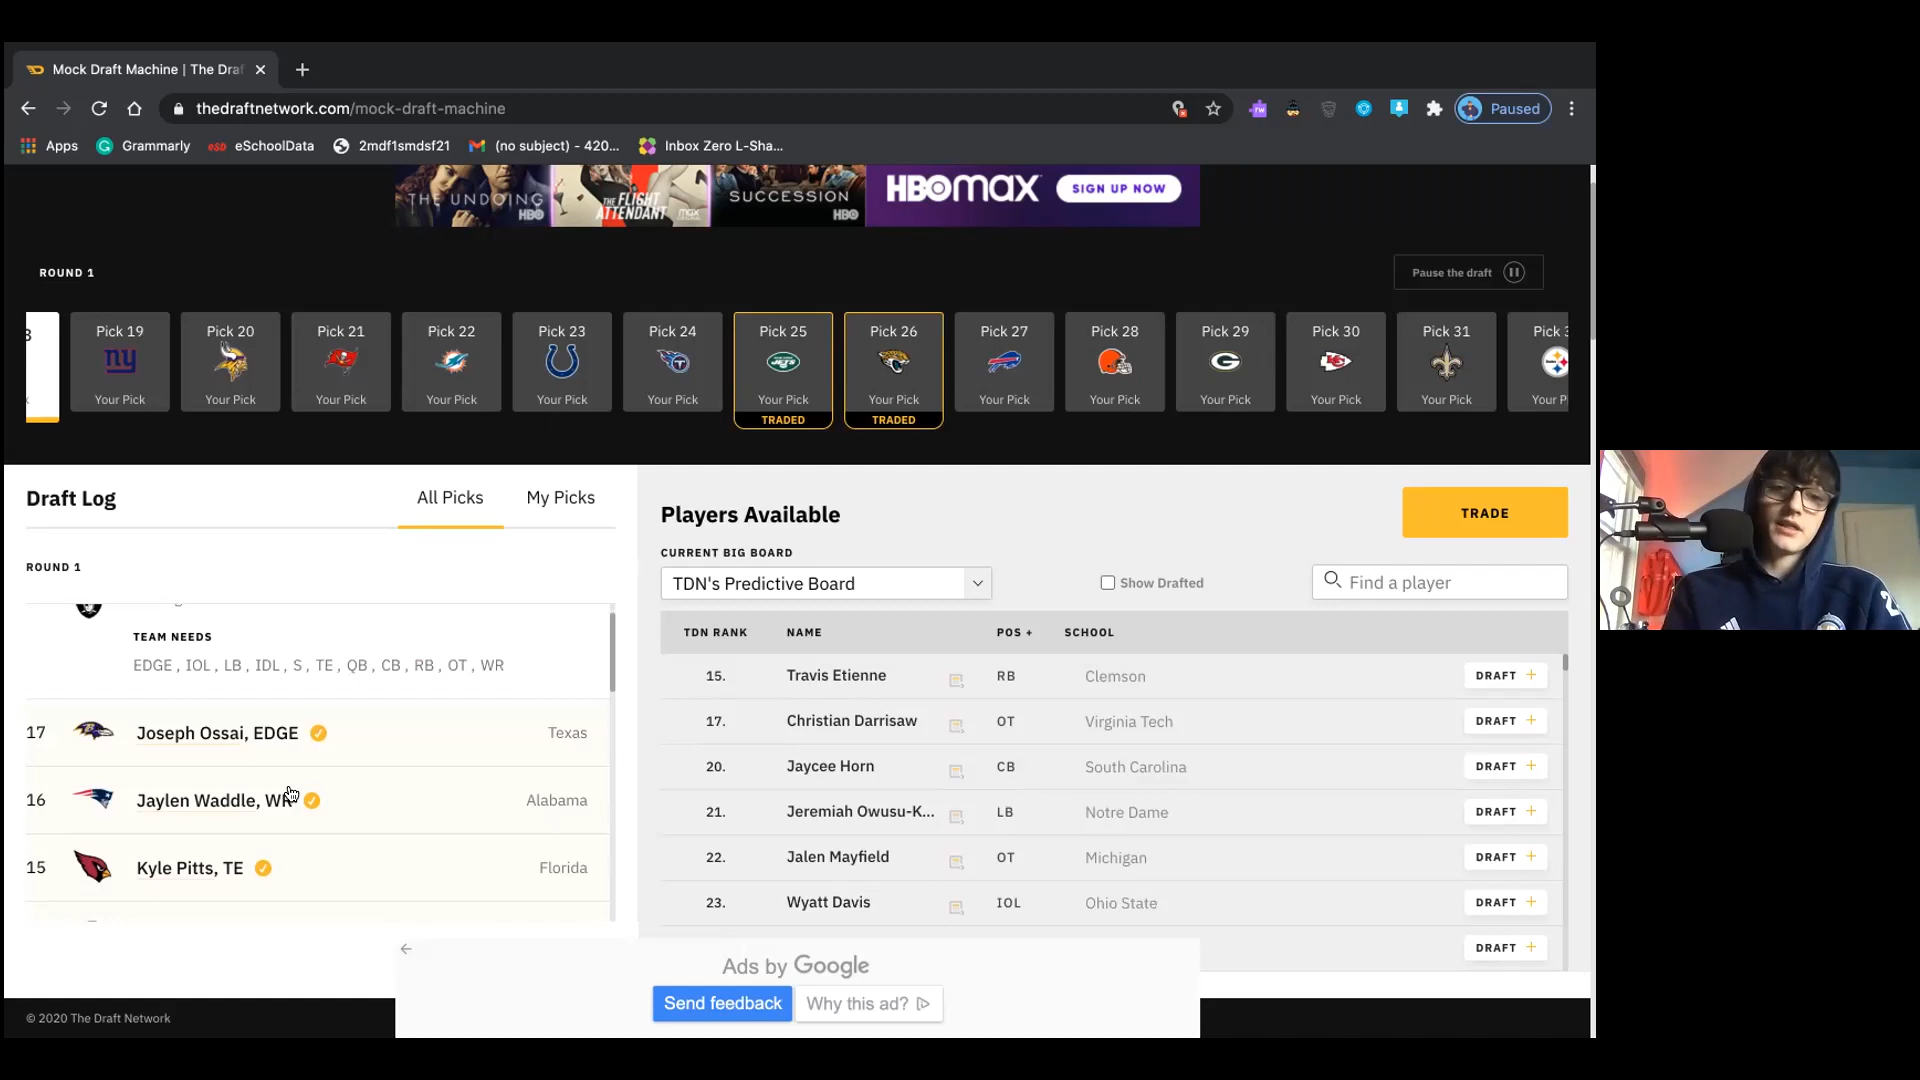 Mock Draft Machine | The Draf
thedraftnetwork.com/mock-draft-machine
Paused
Apps
Grammarly
eSD eSchoolData
2mdf1smdsf21
(no subject) - 420...
Inbox Zero L-Sha...
THE UNDOING
HBO
THE FLIGHT ATTENDANT
max
SUCCESSION
HBO
HBOmax
SIGN UP NOW
ROUND 1
Pause the draft
3
Pick 19
Pick 20
Pick 21
Pick 22
Pick 23
Pick 24
Pick 25
Pick 26
Pick 27
Pick 28
Pick 29
Pick 30
Pick 31
Pick 3
ny
JETS
G
Your Pick
Your Pick
Your Pick
Your Pick
Your Pick
Your Pick
Your Pick
Your Pick
Your Pick
Your Pick
Your Pick
Your Pick
Your Pick
Your P
TRADED
TRADED
Draft Log
All Picks
My Picks
ROUND 1
TEAM NEEDS
EDGE , IOL , LB , IDL , S , TE , QB , CB , RB , OT , WR
17 Joseph Ossai, EDGE Texas
16 Jaylen Waddle, WR Alabama
15 Kyle Pitts, TE Florida
Players Available
TRADE
CURRENT BIG BOARD
TDN's Predictive Board
Show Drafted
Find a player
TDN RANK NAME POS + SCHOOL
15. Travis Etienne RB Clemson DRAFT +
17. Christian Darrisaw OT Virginia Tech DRAFT +
20. Jaycee Horn CB South Carolina DRAFT +
21. Jeremiah Owusu-K... LB Notre Dame DRAFT +
22. Jalen Mayfield OT Michigan DRAFT +
23. Wyatt Davis IOL Ohio State DRAFT +
DRAFT +
Ads by Google
Send feedback
Why this ad?
© 2020 The Draft Network